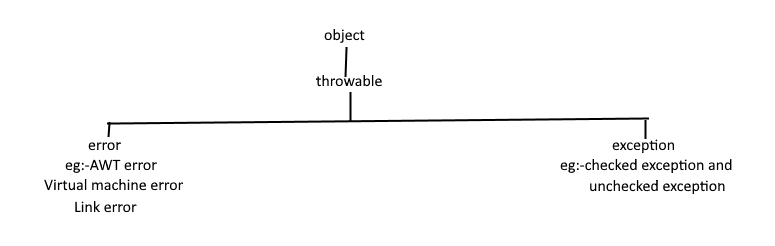 object
throwable
error
eg:-AWT error
Virtual machine error
Link error
exception
eg:-checked exception and
unchecked exception